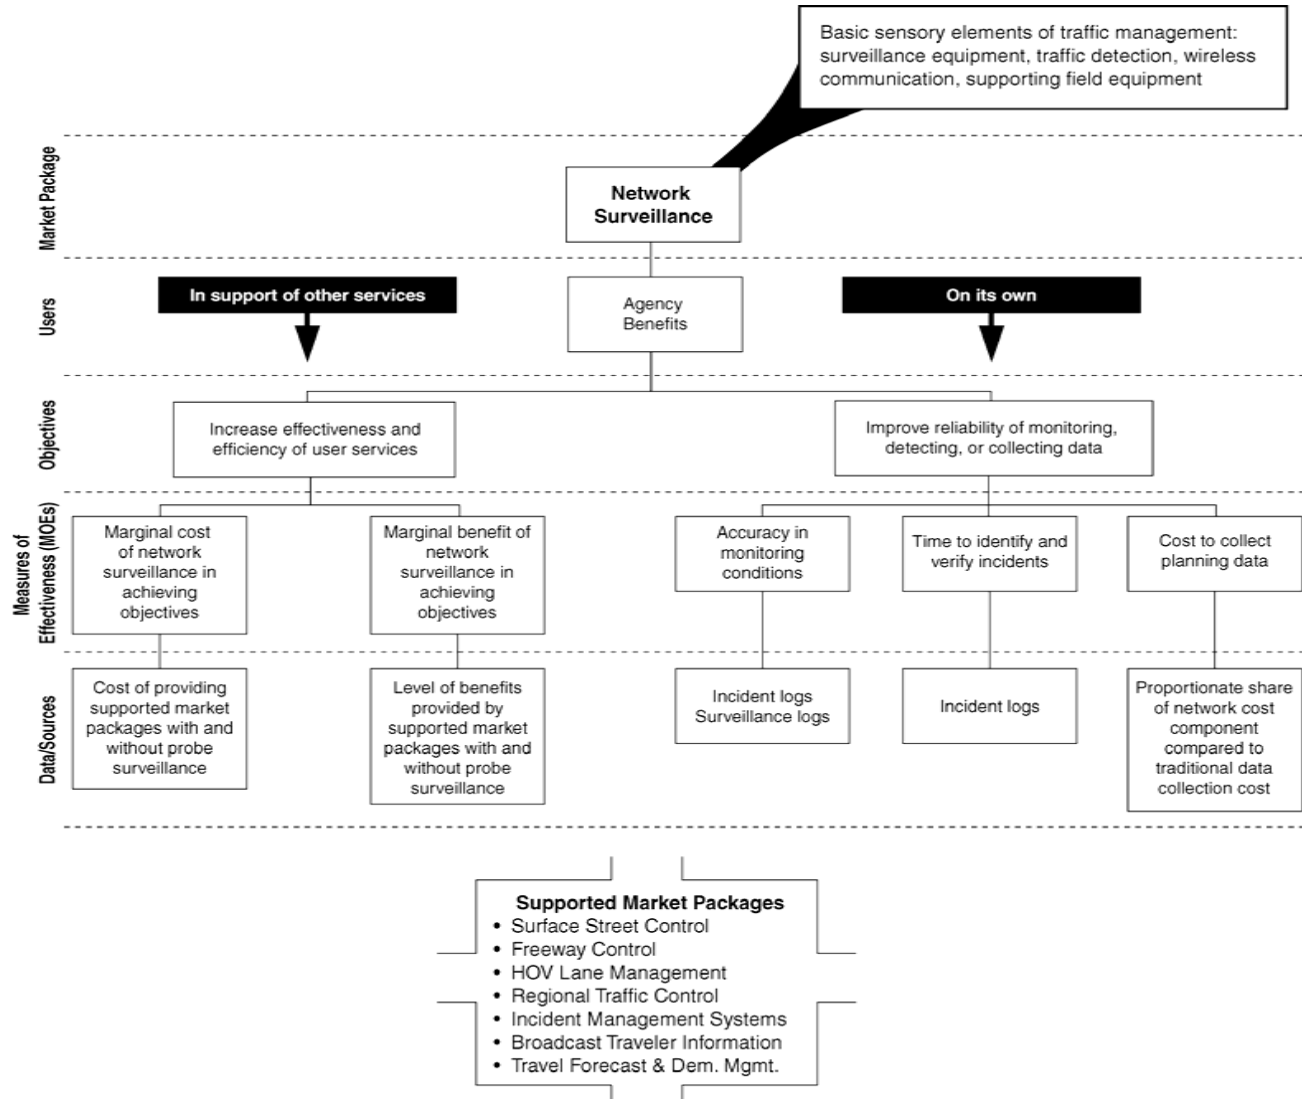 Basic sensory elements of traffic management:
surveillance equipment, traffic detection, wireless
communication, supporting field equipment
Market Package
Network
Surveillance
Users
In support of other services
Agency
Benefits
On its own
Objectives
Increase effectiveness and
efficiency of user services
Improve reliability of monitoring,
detecting, or collecting data
Measures of
Effectiveness (MOEs)
Marginal cost
of network
surveillance in
achieving
objectives
Marginal benefit of
network
surveillance in
achieving
objectives
Accuracy in
monitoring
conditions
Time to identify and
verify incidents
Cost to collect
planning data
Data/Sources
Cost of providing
supported market
packages with and
without probe
surveillance
Level of benefits
provided by
supported market
packages with and
without probe
surveillance
Incident logs
Surveillance logs
Incident logs
Proportionate share
of network cost
component
compared to
traditional data
collection cost
Supported Market Packages
• Surface Street Control
• Freeway Control
• HOV Lane Management
• Regional Traffic Control
• Incident Management Systems
• Broadcast Traveler Information
• Travel Forecast & Dem. Mgmt.